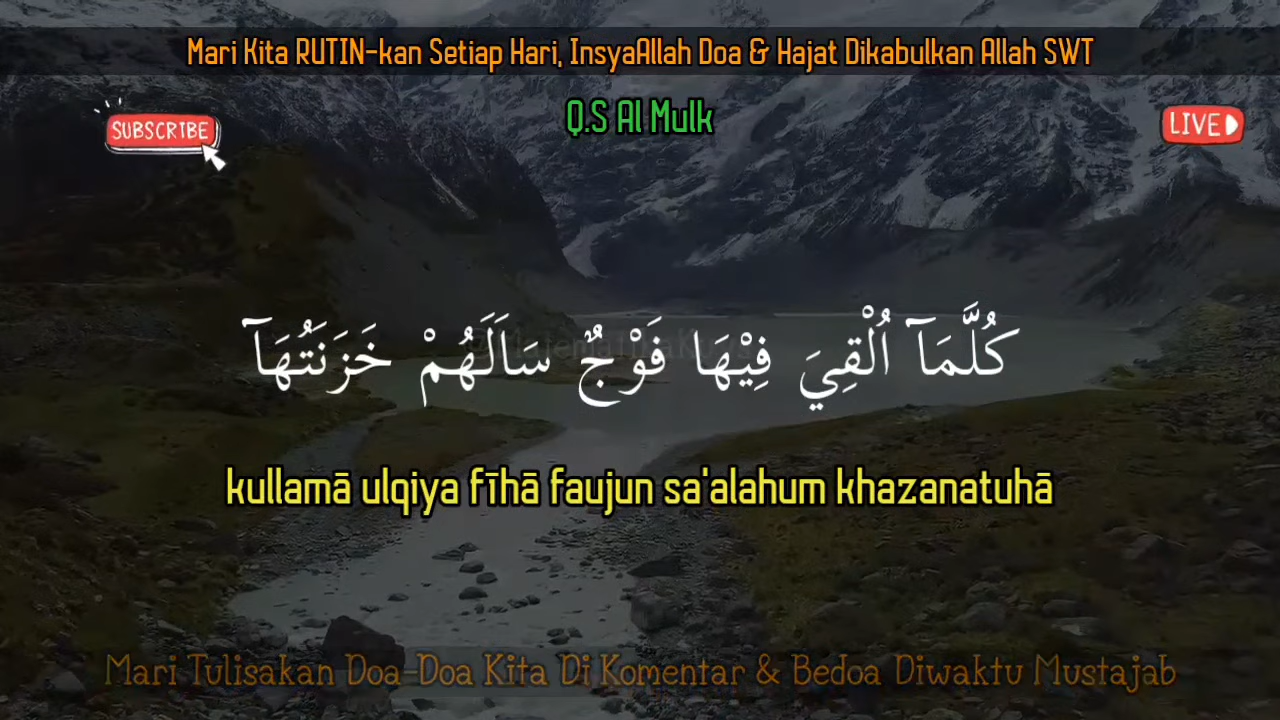 Mari Kita RUTIN-kan Setiap Hari, InsyaAllah Doa & Hajat Dikabulkan Allah SWT
Q.S Al Mulk
SUBSCRIBE
LIVE
كُلَّمَآ اُلْقِيَ فِيْهَا فَوْجٌ سَاَلَهُمْ خَزَنَتُهَآ
kullamā ulqiya fīhā faujun sa'alahum khazanatuhā
Mari Tulisakan Doa-Doa Kita Di Komentar & Bedoa Diwaktu Mustajab